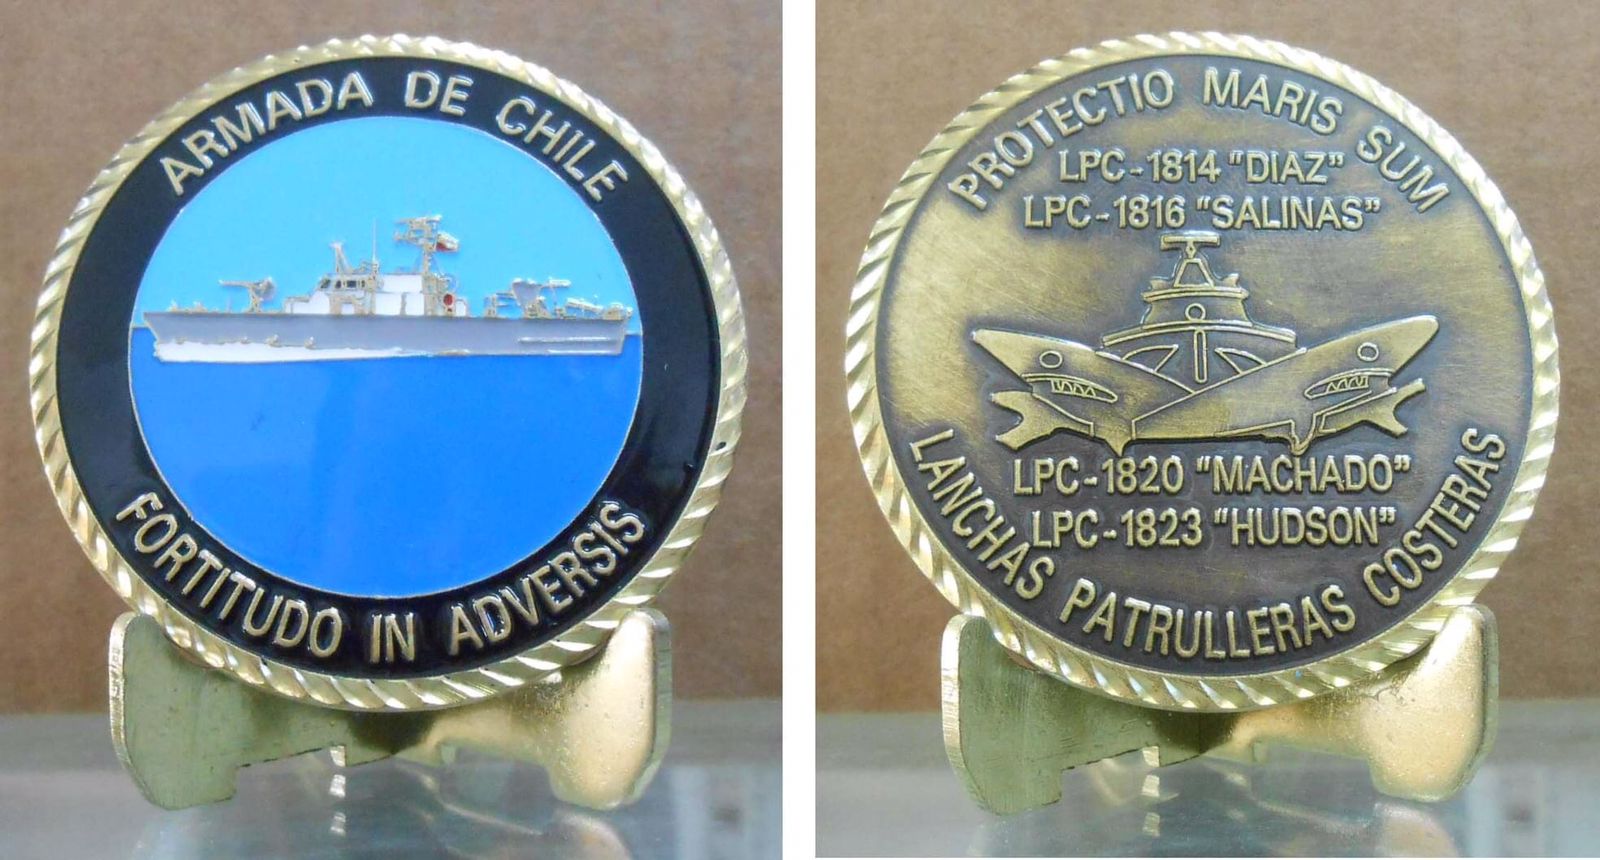 ARMADA DE CHILE
FORTITUDO IN ADVERSIS
PROTECTIO MARIS SUM
LPC-1814 "DIAZ"
LPC-1816 "SALINAS"
LPC-1820 "MACHADO"
LPC-1823 "HUDSON"
LANCHAS PATRULLERAS COSTERAS